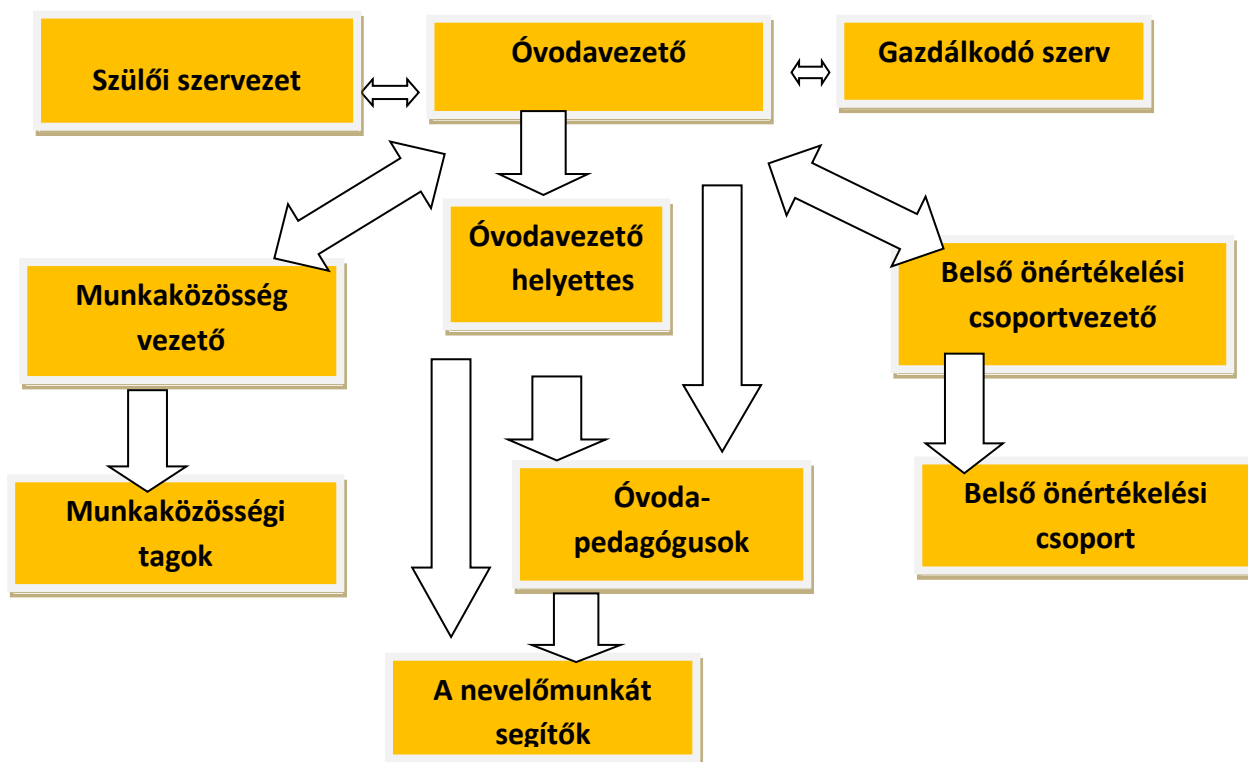 Szülői szervezet
Óvodavezető
Gazdálkodó szerv
Óvodavezető
helyettes
Munkaközösség
vezető
Belső önértékelési
csoportvezető
Munkaközösségi
tagok
Óvoda-
pedagógusok
Belső önértékelési
csoport
A nevelőmunkát
segítők